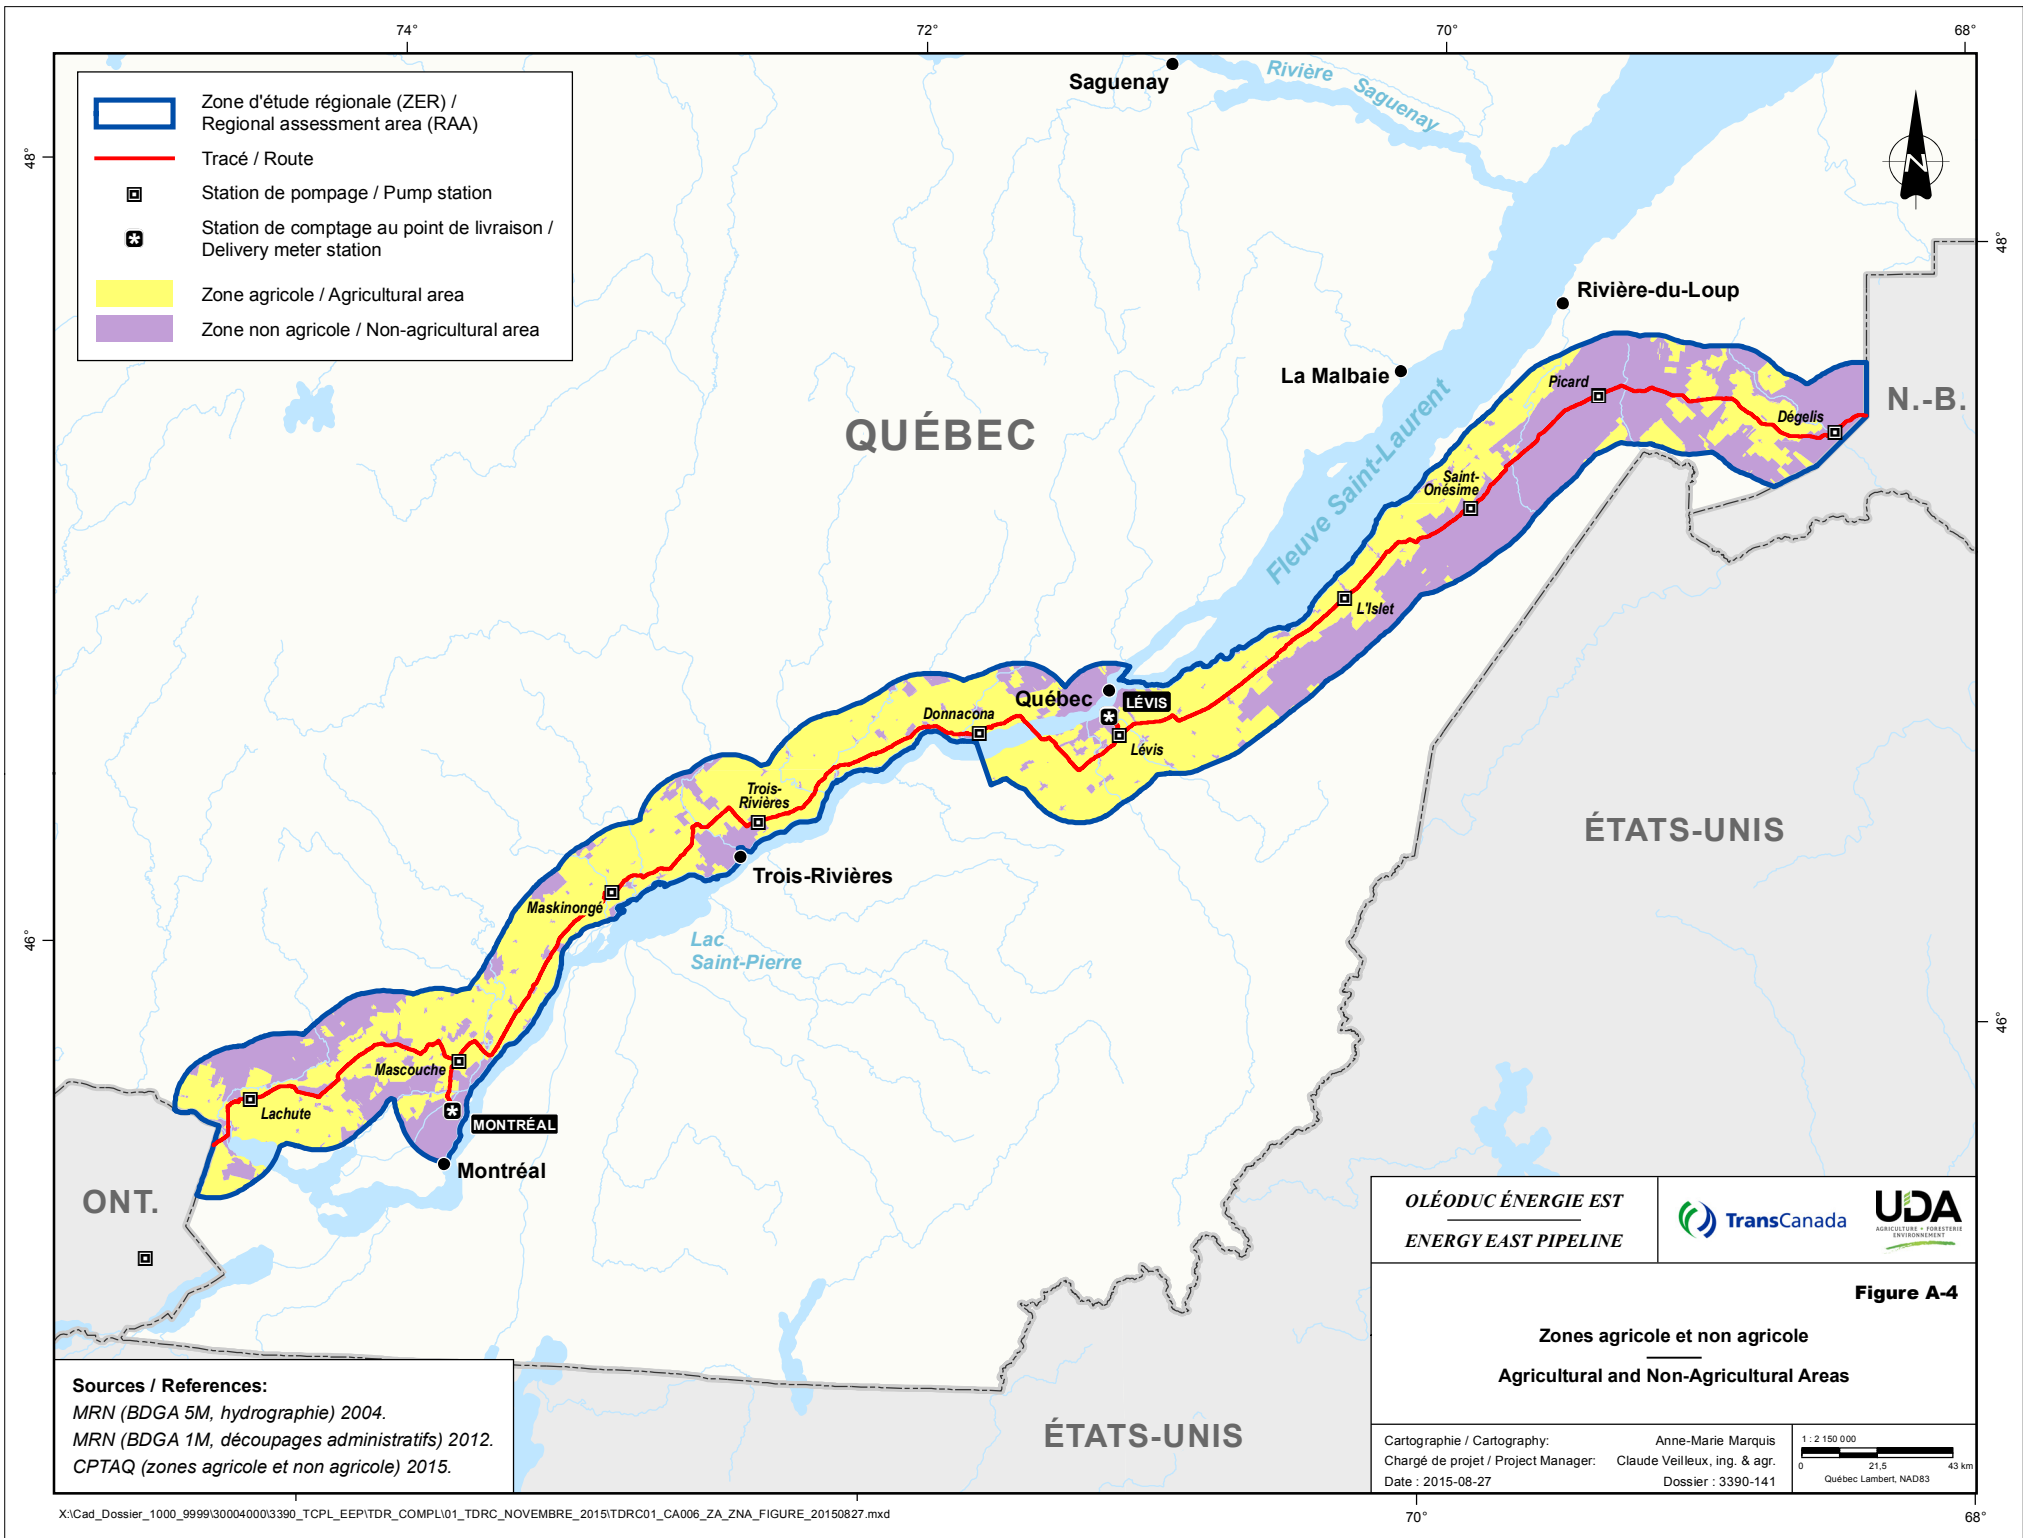 74°
72°
70°
68°
Zone d'étude régionale (ZER) /
Regional assessment area (RAA)
Tracé / Route
Station de pompage / Pump station
Station de comptage au point de livraison /
Delivery meter station
Zone agricole / Agricultural area
Zone non agricole / Non-agricultural area
Saguenay
Rivière
Saguenay
N
48°
48°
Rivière-du-Loup
La Malbaie
Picard
N.-B.
Dégelis
QUÉBEC
Fleuve Saint-Laurent
Saint-
Onésime
L'Islet
Québec
LÉVIS
Donnacona
Lévis
Trois-
Rivières
ÉTATS-UNIS
Trois-Rivières
Maskinongé
Lac
Saint-Pierre
46°
46°
Mascouche
Lachute
MONTRÉAL
Montréal
ONT.
OLÉODUC ÉNERGIE EST
ENERGY EAST PIPELINE
TransCanada
UDA
AGRICULTURE • FORESTERIE
ENVIRONNEMENT
Figure A-4
Zones agricole et non agricole
Agricultural and Non-Agricultural Areas
Sources / References:
MRN (BDGA 5M, hydrographie) 2004.
MRN (BDGA 1M, découpages administratifs) 2012.
CPTAQ (zones agricole et non agricole) 2015.
ÉTATS-UNIS
Cartographie / Cartography: Anne-Marie Marquis
Chargé de projet / Project Manager: Claude Veilleux, ing. & agr.
Date : 2015-08-27 Dossier : 3390-141
1 : 2 150 000
0 21,5 43 km
Québec Lambert, NAD83
X:\Cad_Dossier_1000_9999\30004000\3390_TCPL_EEP\TDR_COMPL\01_TDRC_NOVEMBRE_2015\TDRC01_CA006_ZA_ZNA_FIGURE_20150827.mxd
70°
68°